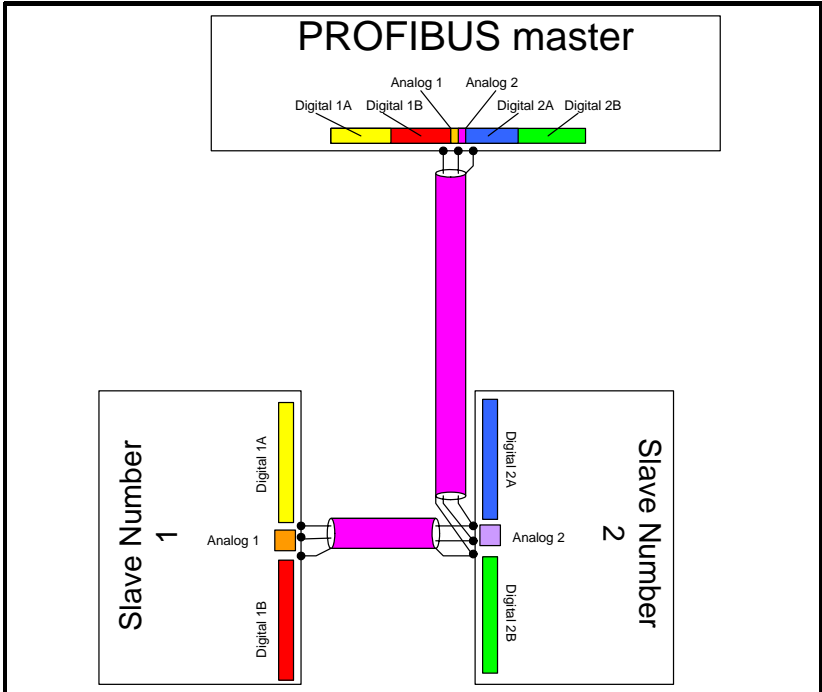 PROFIBUS master
Analog 1
Analog 2
Digital 1A
Digital 1B
Digital 2A
Digital 2B
Slave Number
1
Digital 1A
Analog 1
Digital 1B
Digital 2A
Analog 2
Digital 2B
Slave Number
2